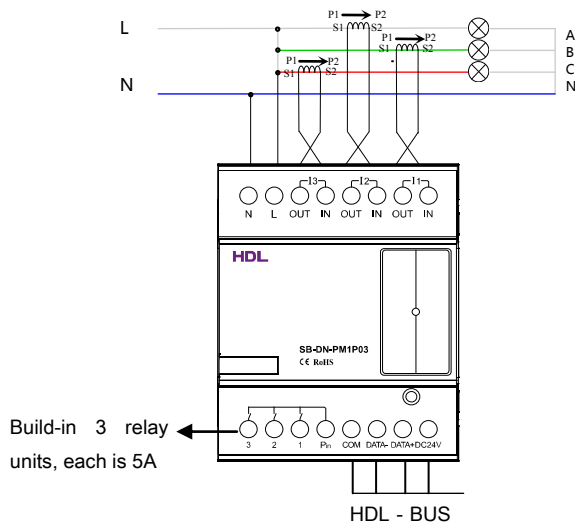 P1 P2
L S1 S2 A
P1 P2
S1 S2 B
P1 P2
S1 S2 C
N N
I3 I2 I1
N L OUT IN OUT IN OUT IN
HDL
SB-DN-PM1P03
CE RoHS
Build-in 3 relay
units, each is 5A
3 2 1 Pin COM DATA- DATA+ DC24V
HDL - BUS